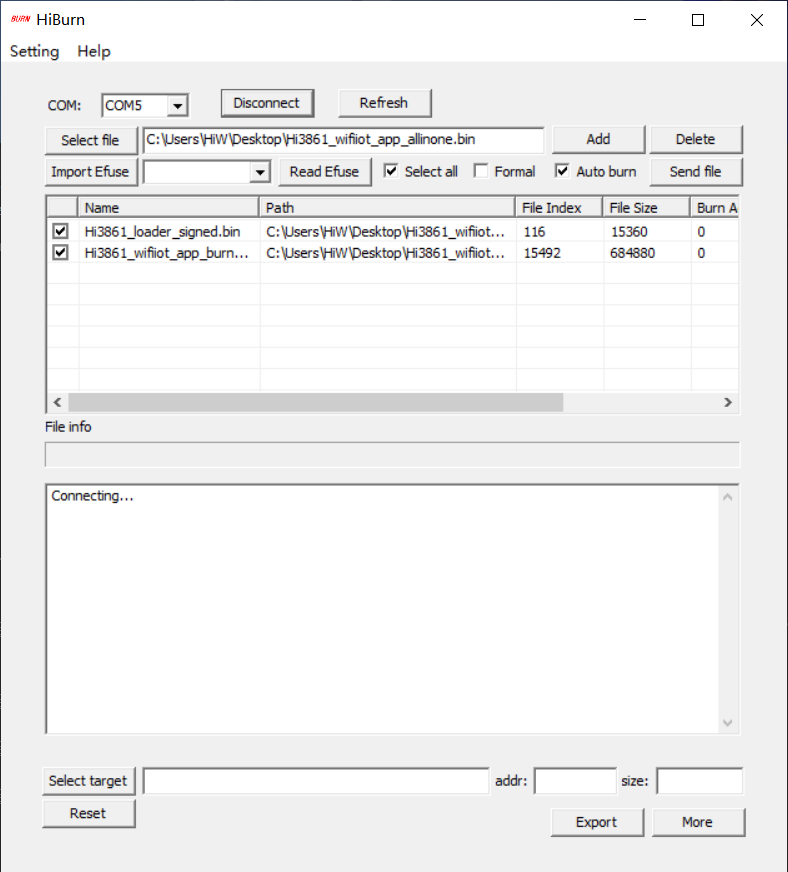 BURN HiBurn
Setting Help
COM: COM5 Disconnect Refresh
Select file C:\Users\HiW\Desktop\Hi3861_wifiiot_app_allinone.bin Add Delete
Import Efuse Read Efuse Select all Formal Auto burn Send file
Name Path File Index File Size Burn A
Hi3861_loader_signed.bin C:\Users\HiW\Desktop\Hi3861_wifiiot... 116 15360 0
Hi3861_wifiiot_app_burn... C:\Users\HiW\Desktop\Hi3861_wifiiot... 15492 684880 0
File info
Connecting...
Select target addr: size:
Reset
Export More